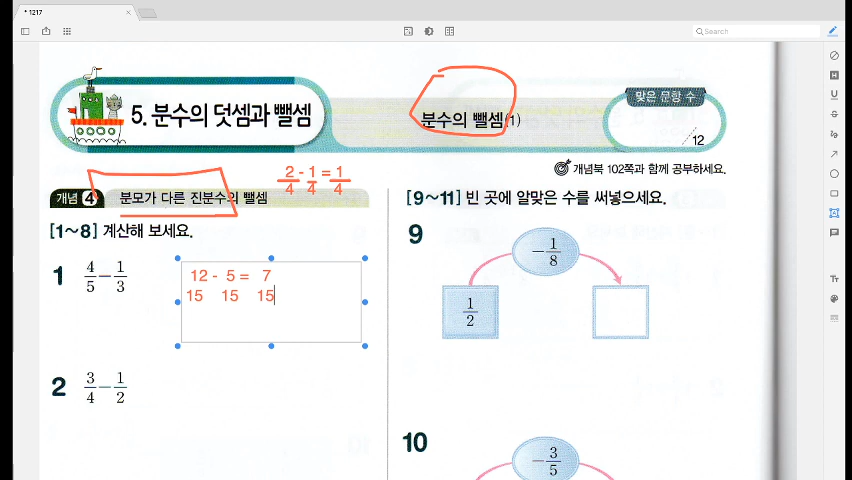 • 1217
Search
5. 분수의 덧셈과 뺄셈
분수의 뺄셈(1)
맞은 문항 수
12
개념북 102쪽과 함께 공부하세요.
개념 4 분모가 다른 진분수의 뺄셈
2 - 1 = 1
4 4 4
[1~8] 계산해 보세요.
1 4/5 − 1/3
12 - 5 = 7
15 15 15
2 3/4 − 1/2
[9~11] 빈 곳에 알맞은 수를 써넣으세요.
9
−1/8
1/2
10
−3/5